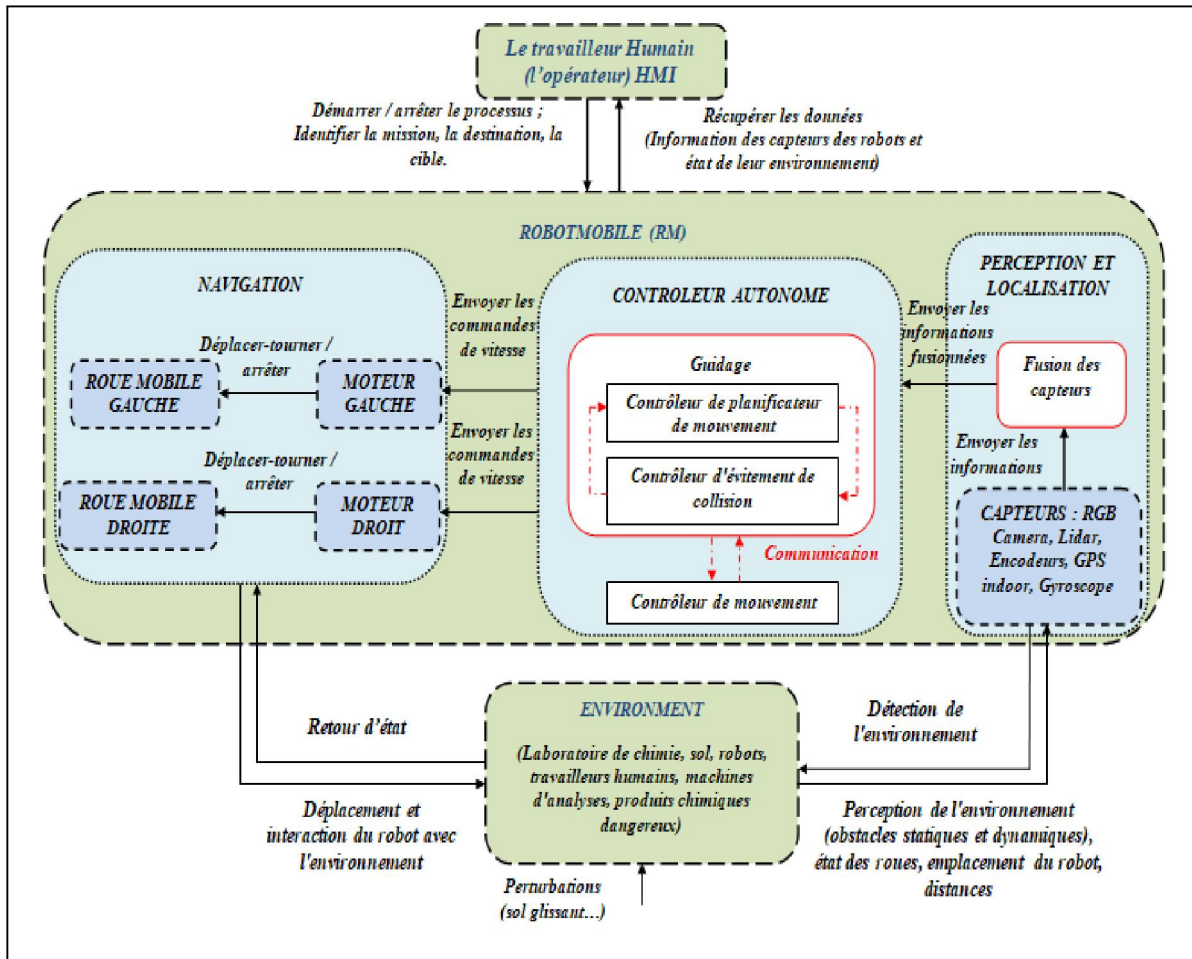 Le travailleur Humain
(l'opérateur) HMI
Démarrer / arrêter le processus ;
Identifier la mission, la destination, la
cible.
Récupérer les données
(Information des capteurs des robots et
état de leur environnement)
ROBOTMOBILE (RM)
NAVIGATION
Déplacer-tourner /
arrêter
ROUE MOBILE
GAUCHE
MOTEUR
GAUCHE
Déplacer-tourner /
arrêter
ROUE MOBILE
DROITE
MOTEUR
DROIT
Envoyer les
commandes
de vitesse
Envoyer les
commandes
de vitesse
CONTROLEUR AUTONOME
Guidage
Contrôleur de planificateur
de mouvement
Contrôleur d'évitement de
collision
Communication
Contrôleur de mouvement
PERCEPTION ET
LOCALISATION
Envoyer les
informations
fusionnées
Fusion des
capteurs
Envoyer les
informations
CAPTEURS : RGB
Camera, Lidar,
Encodeurs, GPS
indoor, Gyroscope
Retour d'état
Déplacement et
interaction du robot avec
l'environnement
ENVIRONMENT
(Laboratoire de chimie, sol, robots,
travailleurs humains, machines
d'analyses, produits chimiques
dangereux)
Détection de
l'environnement
Perception de l'environnement
(obstacles statiques et dynamiques),
état des roues, emplacement du robot,
distances
Perturbations
(sol glissant…)